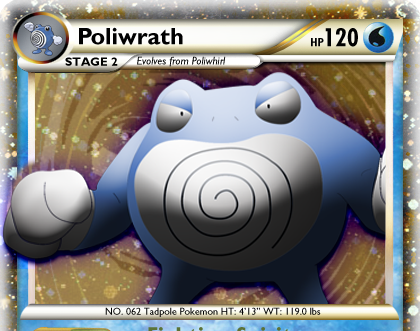 Poliwrath
HP120
STAGE 2
Evolves from Poliwhirl
NO. 062 Tadpole Pokemon HT: 4'13" WT: 119.0 lbs